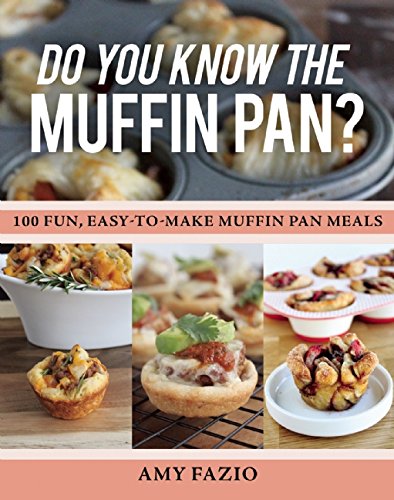 DO YOU KNOW THE
MUFFIN PAN?
100 FUN, EASY-TO-MAKE MUFFIN PAN MEALS
AMY FAZIO